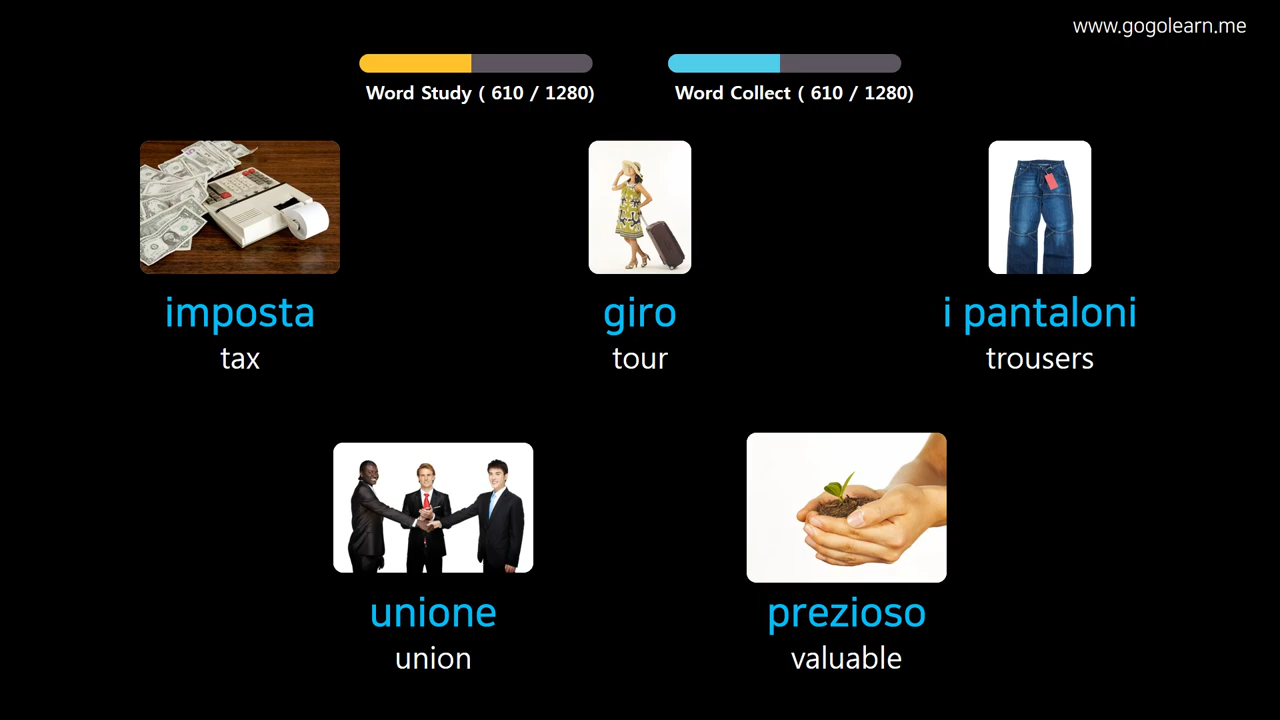 www.gogolearn.me
Word Study ( 610 / 1280)
Word Collect ( 610 / 1280)
imposta
tax
giro
tour
i pantaloni
trousers
unione
union
prezioso
valuable